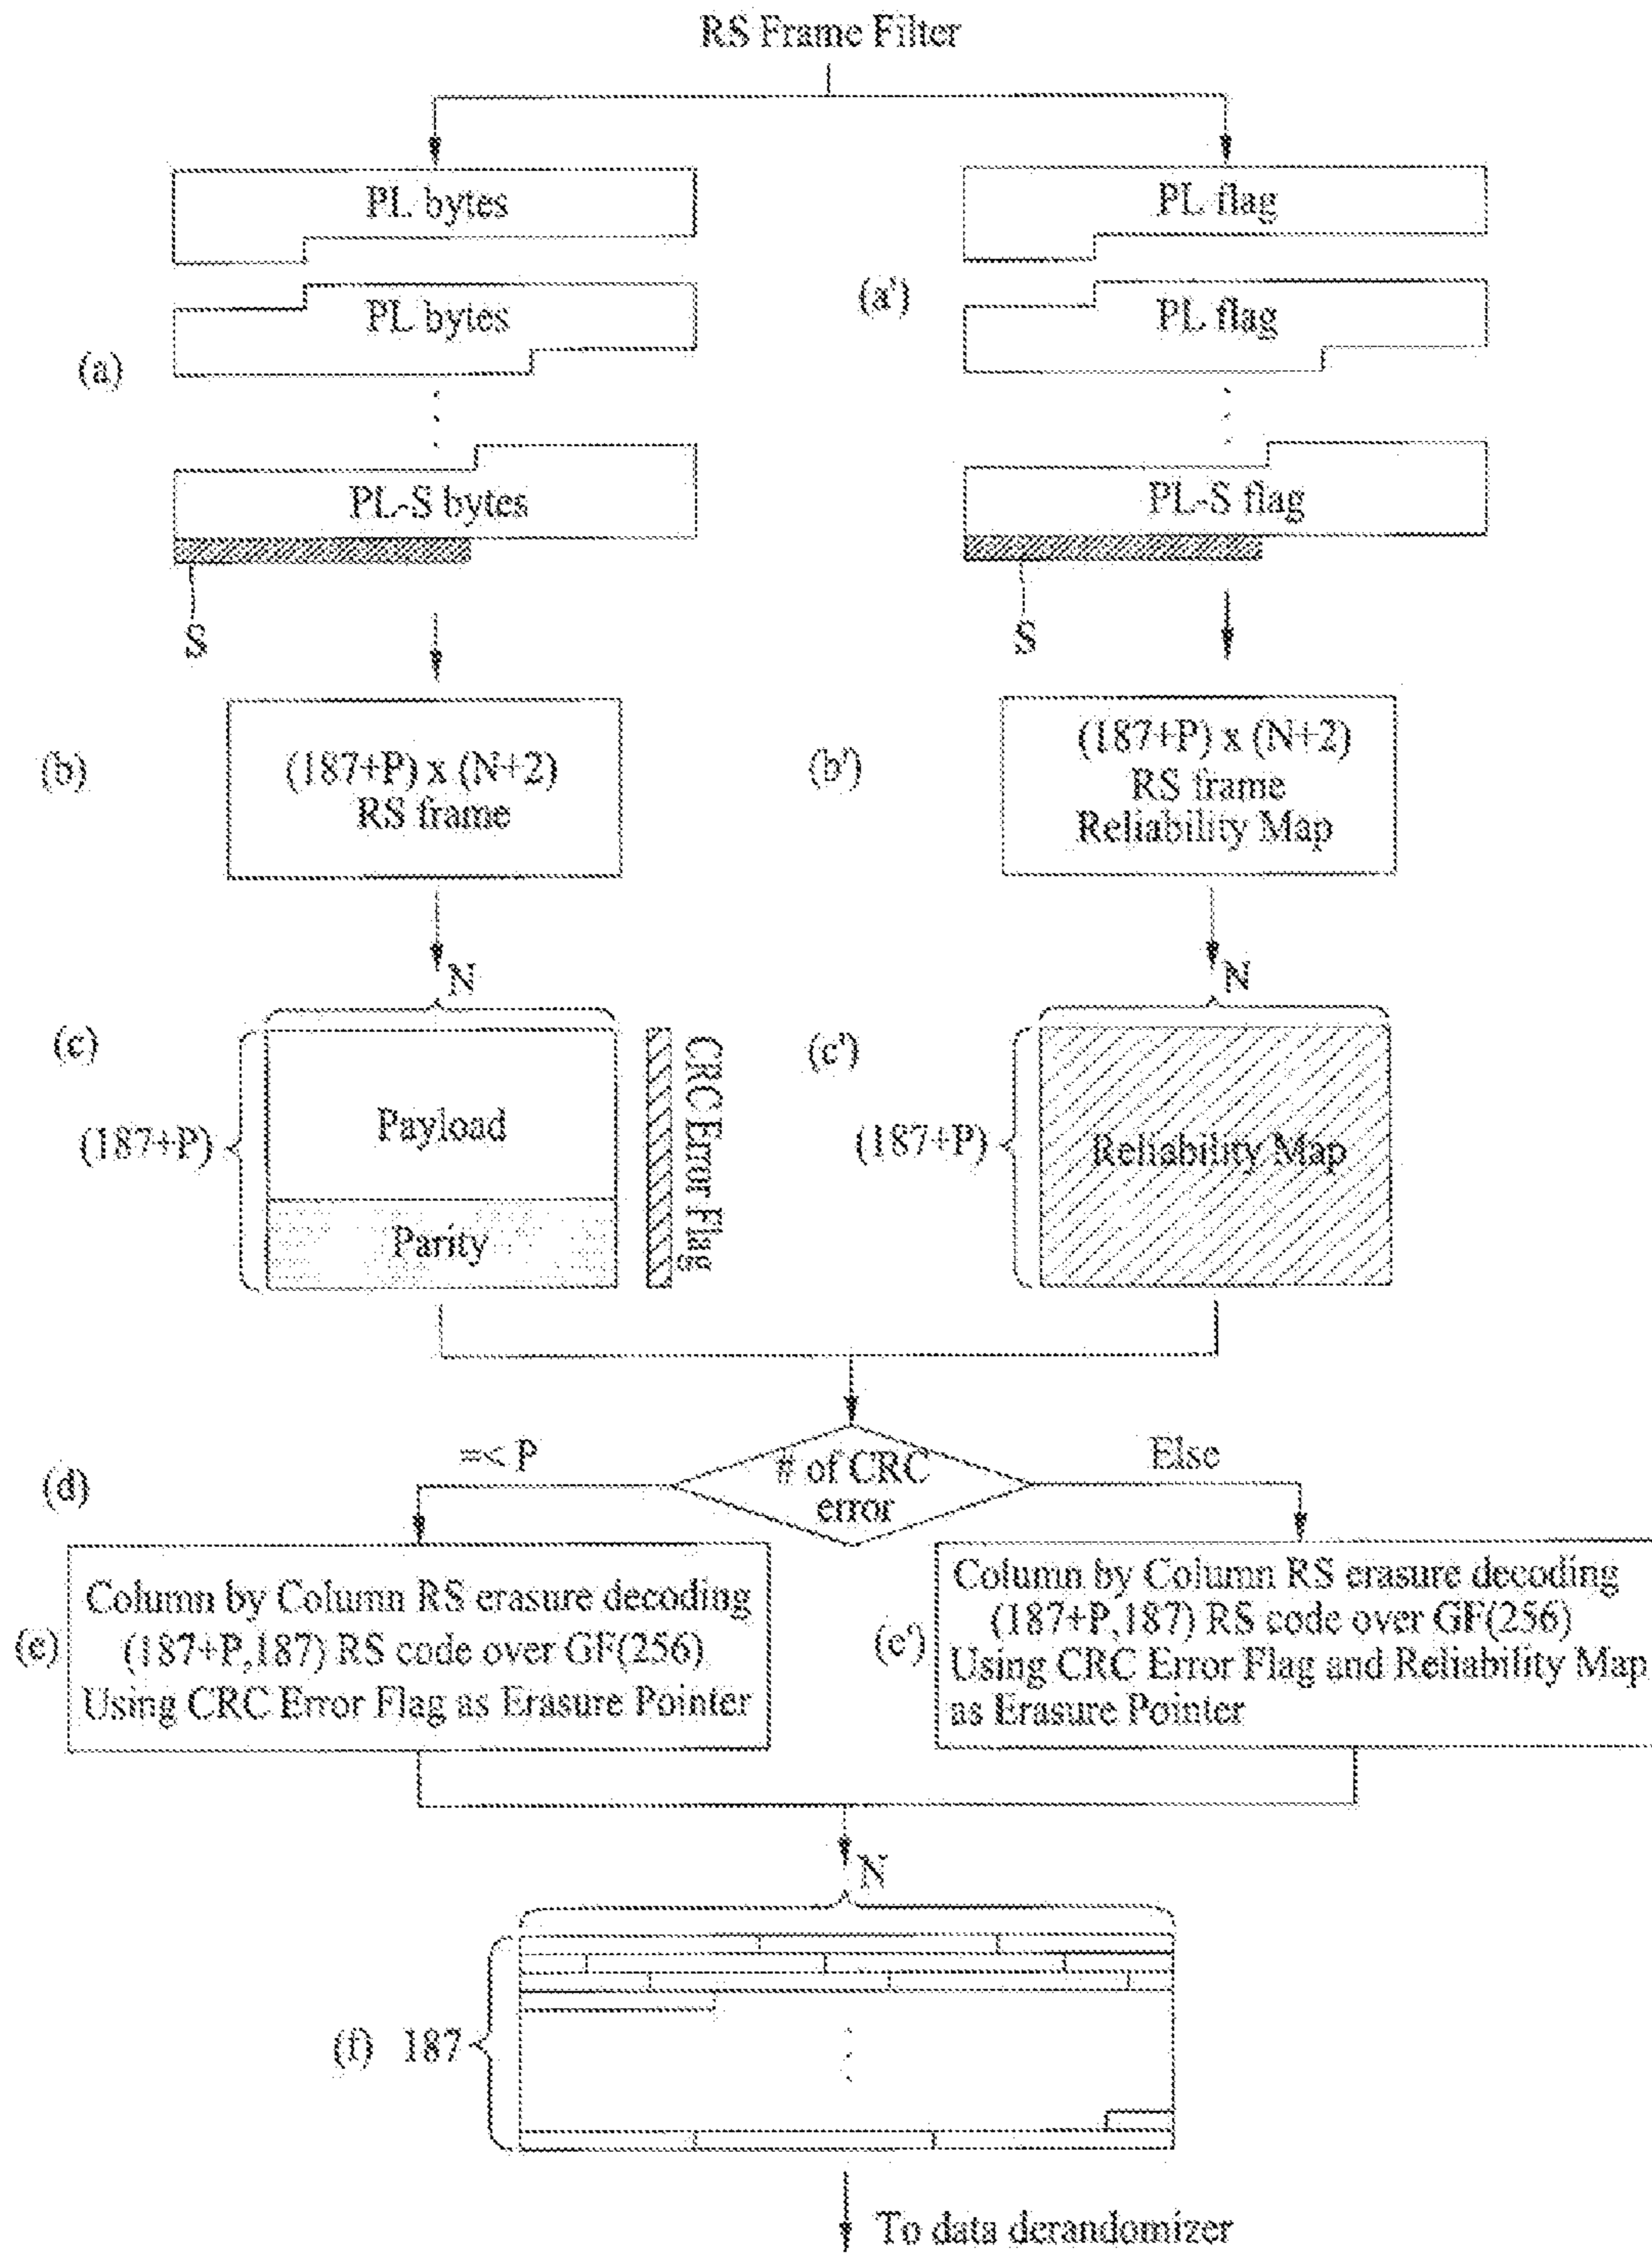 RS Frame Filter
PL bytes
PL flag
PL bytes
(a')
PL flag
(a)
PL-S bytes
PL-S flag
S
S
(b)
(187+P) x (N+2)
RS frame
(b')
(187+P) x (N+2)
RS frame
Reliability Map
N
N
(c)
(187+P)
Payload
Parity
CRC Error Flag
(c')
(187+P)
Reliability Map
(d)
=< P
# of CRC
error
Else
(e)
Column by Column RS erasure decoding
(187+P,187) RS code over GF(256)
Using CRC Error Flag as Erasure Pointer
(e')
Column by Column RS erasure decoding
(187+P,187) RS code over GF(256)
Using CRC Error Flag and Reliability Map
as Erasure Pointer
N
(f) 187
To data derandomizer